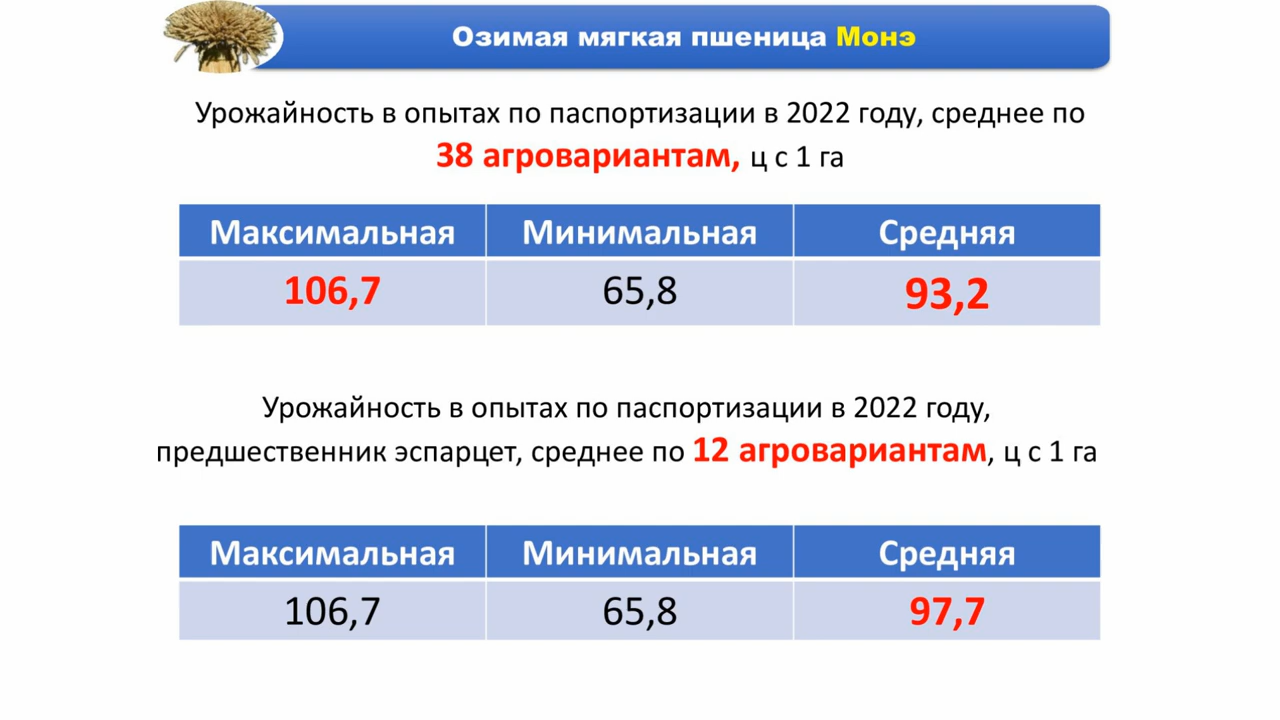 Озимая мягкая пшеница Монэ
Урожайность в опытах по паспортизации в 2022 году, среднее по
38 агровариантам, ц с 1 га
Максимальная Минимальная Средняя
106,7 65,8 93,2
Урожайность в опытах по паспортизации в 2022 году,
предшественник эспарцет, среднее по 12 агровариантам, ц с 1 га
Максимальная Минимальная Средняя
106,7 65,8 97,7